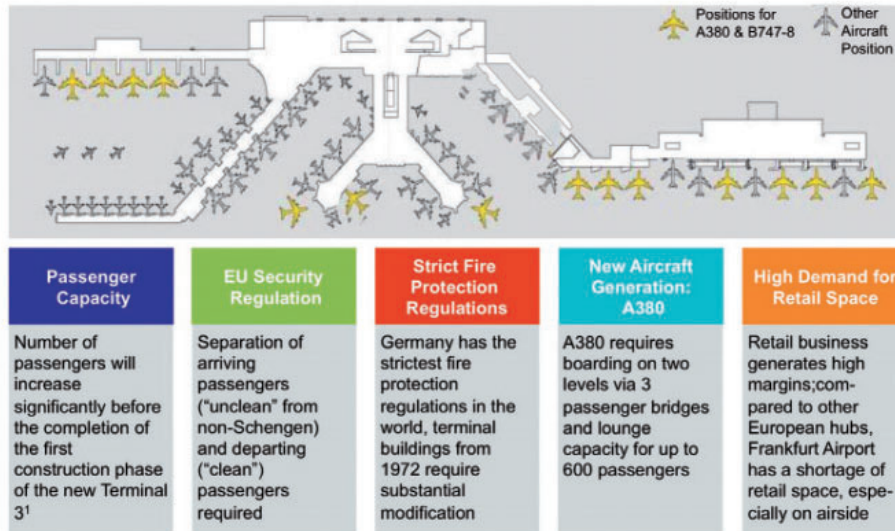 Positions for
A380 & B747-8
Other
Aircraft
Position
Passenger
Capacity
Number of
passengers will
increase
significantly before
the completion of
the first
construction phase
of the new Terminal
3¹
EU Security
Regulation
Separation of
arriving
passengers
("unclean" from
non-Schengen) and
departing
("clean")
passengers
required
Strict Fire
Protection
Regulations
Germany has the
strictest fire
protection
regulations in the
world, terminal
buildings from
1972 require
substantial
modification
New Aircraft
Generation:
A380
A380 requires
boarding on two
levels via 3
passenger bridges
and lounge
capacity for up to
600 passengers
High Demand for
Retail Space
Retail business
generates high
margins;com-
pared to other
European hubs,
Frankfurt Airport
has a shortage of
retail space, espe-
cially on airside